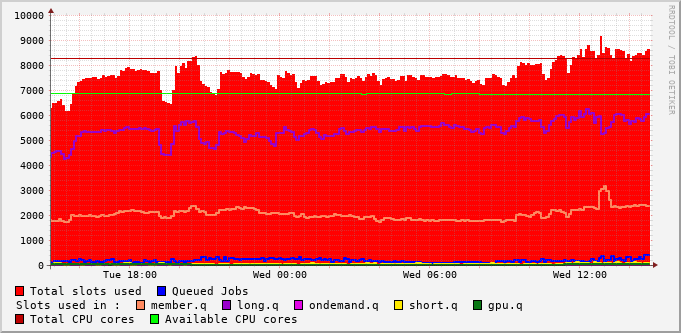 10000
9000
8000
7000
6000
5000
4000
3000
2000
1000
0
Tue 18:00 Wed 00:00 Wed 06:00 Wed 12:00
RRDTOOL / TOBI OETIKER
Total slots used Queued Jobs
Slots used in : member.q long.q ondemand.q short.q gpu.q
Total CPU cores Available CPU cores